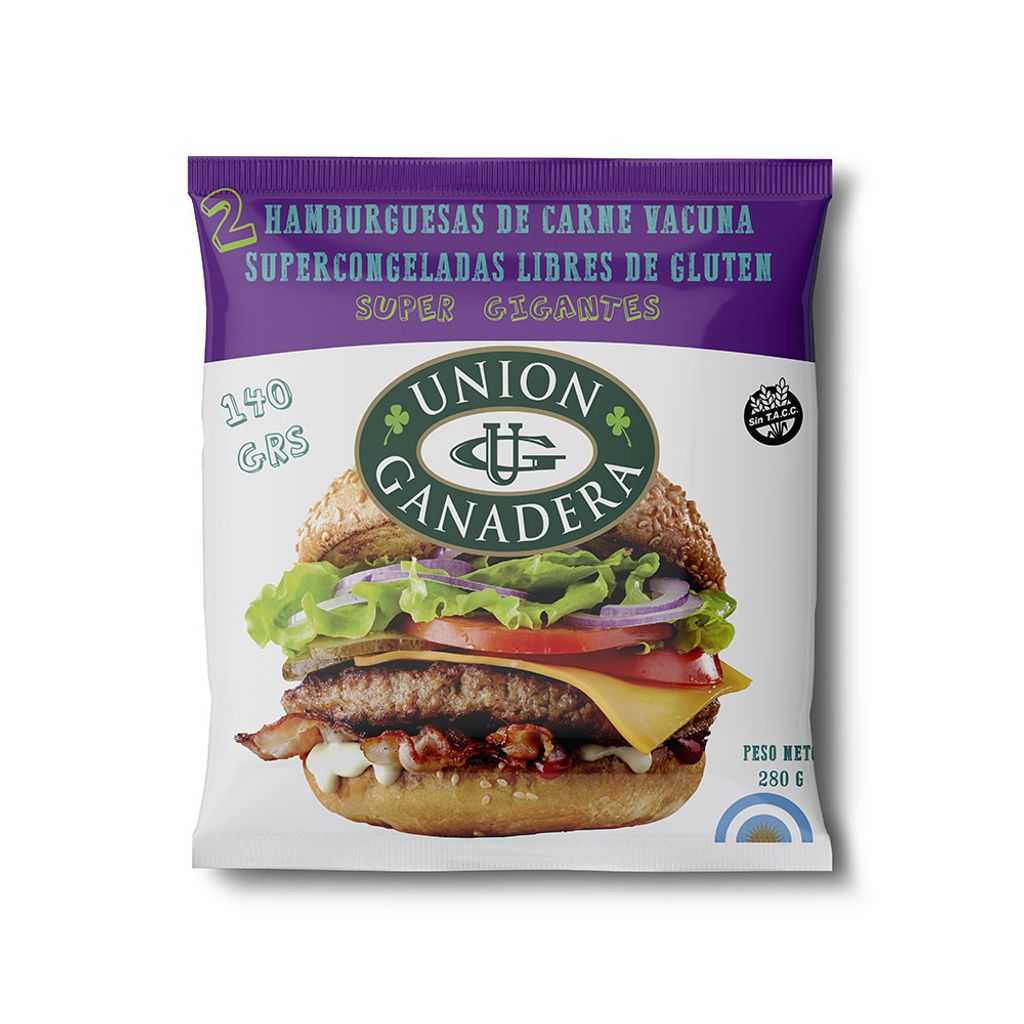 2 HAMBURGUESAS DE CARNE VACUNA
SUPERCONGELADAS LIBRES DE GLUTEN
SUPER GIGANTES
140
GRS
UNION
UG
GANADERA
Sin T.A.C.C.
PESO NETO
280 G